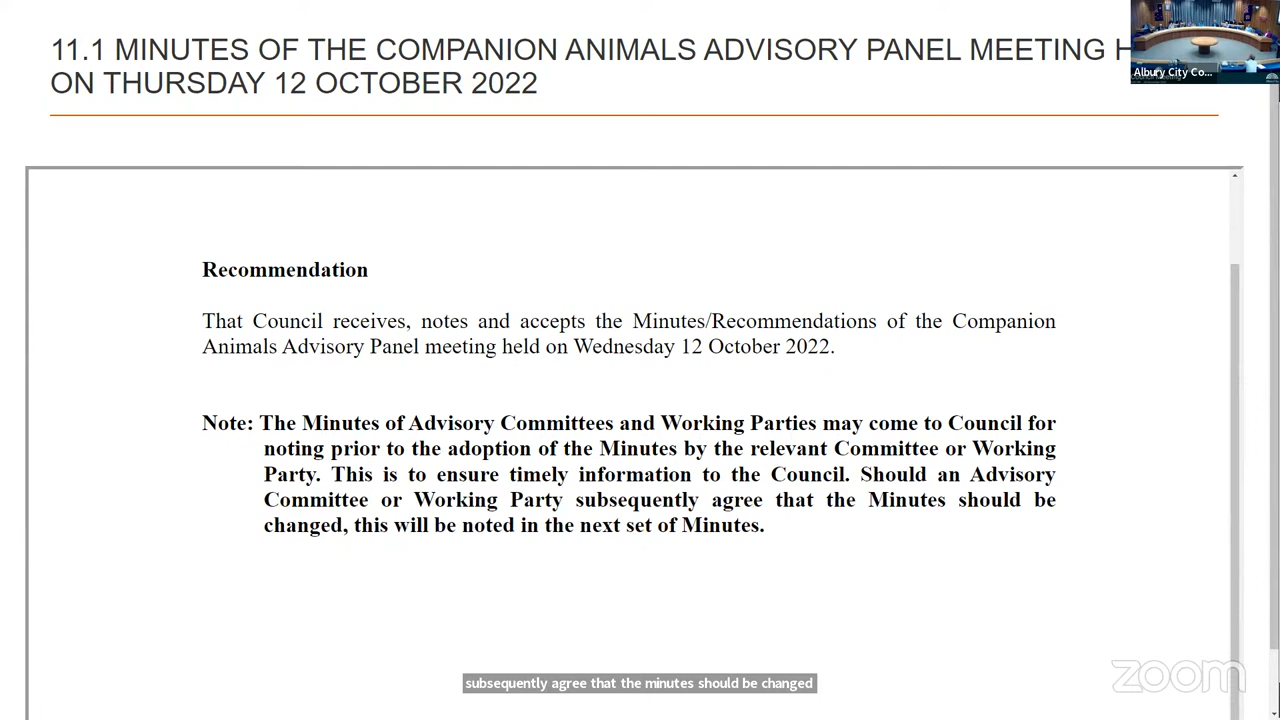 11.1 MINUTES OF THE COMPANION ANIMALS ADVISORY PANEL MEETING H
ON THURSDAY 12 OCTOBER 2022
Albury City Co...
Recommendation
That Council receives, notes and accepts the Minutes/Recommendations of the Companion
Animals Advisory Panel meeting held on Wednesday 12 October 2022.
Note: The Minutes of Advisory Committees and Working Parties may come to Council for
noting prior to the adoption of the Minutes by the relevant Committee or Working
Party. This is to ensure timely information to the Council. Should an Advisory
Committee or Working Party subsequently agree that the Minutes should be
changed, this will be noted in the next set of Minutes.
subsequently agree that the minutes should be changed
zoom